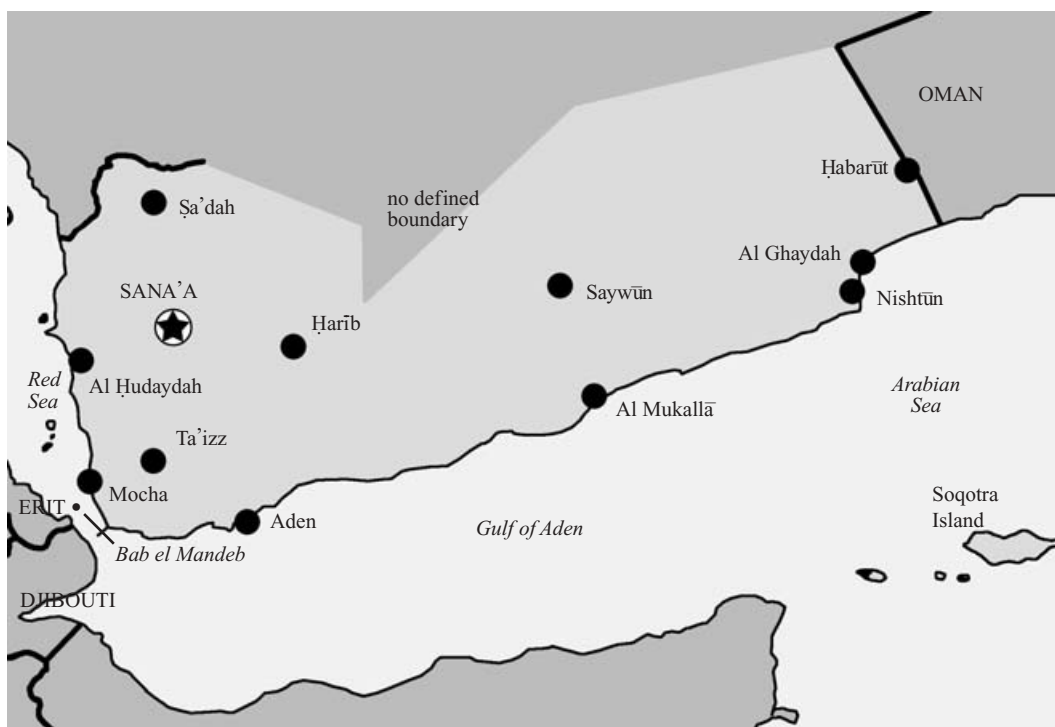 OMAN
Ḥabarūt
no defined
boundary
Ṣa’dah
Al Ghaydah
SANA’A
Saywūn
Nishtūn
Ḥarīb
Red
Sea
Al Ḥudaydah
Arabian
Sea
Al Mukallā
Ta’izz
Mocha
ERIT
Aden
Gulf of Aden
Soqotra
Island
Bab el Mandeb
DJIBOUTI